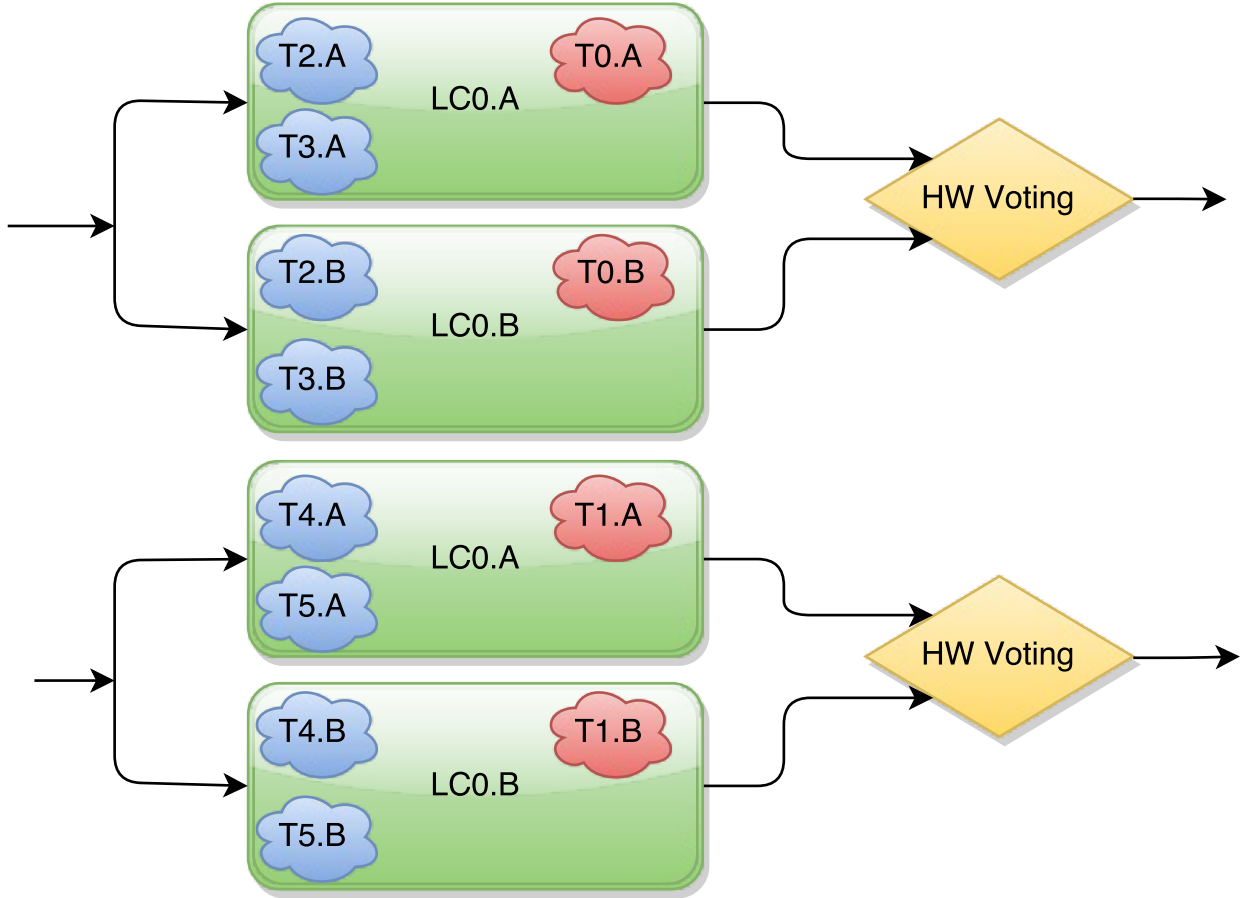 T2.A
T0.A
LC0.A
T3.A
HW Voting
T2.B
T0.B
LC0.B
T3.B
T4.A
T1.A
LC0.A
T5.A
HW Voting
T4.B
T1.B
LC0.B
T5.B